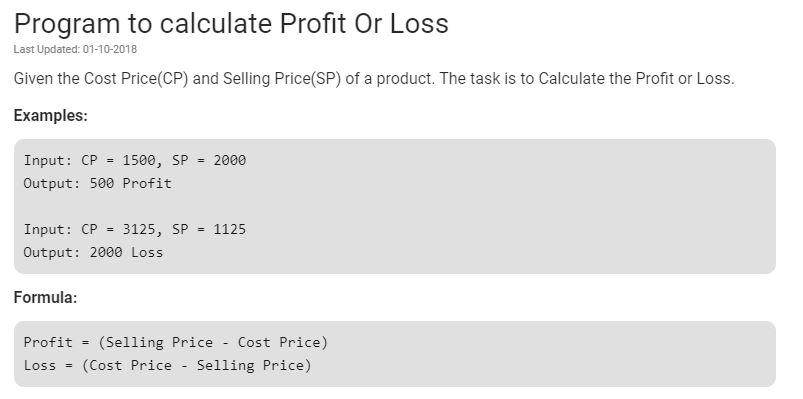 Program to calculate Profit Or Loss
Last Updated: 01-10-2018
Given the Cost Price(CP) and Selling Price(SP) of a product. The task is to Calculate the Profit or Loss.
Examples:
Input: CP = 1500, SP = 2000
Output: 500 Profit
Input: CP = 3125, SP = 1125
Output: 2000 Loss
Formula:
Profit = (Selling Price - Cost Price)
Loss = (Cost Price - Selling Price)